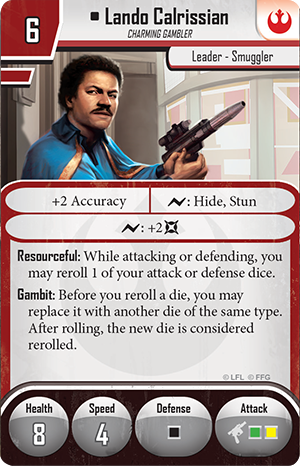 6
Lando Calrissian
CHARMING GAMBLER
Leader - Smuggler
+2 Accuracy
: Hide, Stun
: +2
Resourceful: While attacking or defending, you
may reroll 1 of your attack or defense dice.
Gambit: Before you reroll a die, you may
replace it with another die of the same type.
After rolling, the new die is considered
rerolled.
© LFL © FFG
Health
8
Speed
4
Defense
Attack